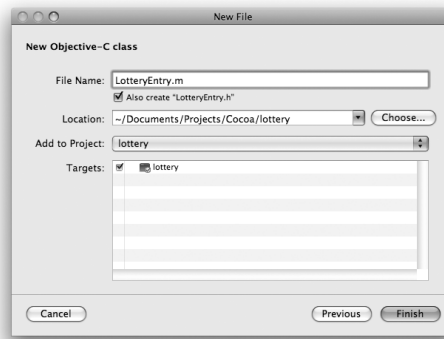 New File
New Objective-C class
File Name: LotteryEntry.m
Also create "LotteryEntry.h"
Location: ~/Documents/Projects/Cocoa/lottery Choose...
Add to Project: lottery
Targets: lottery
Cancel Previous Finish